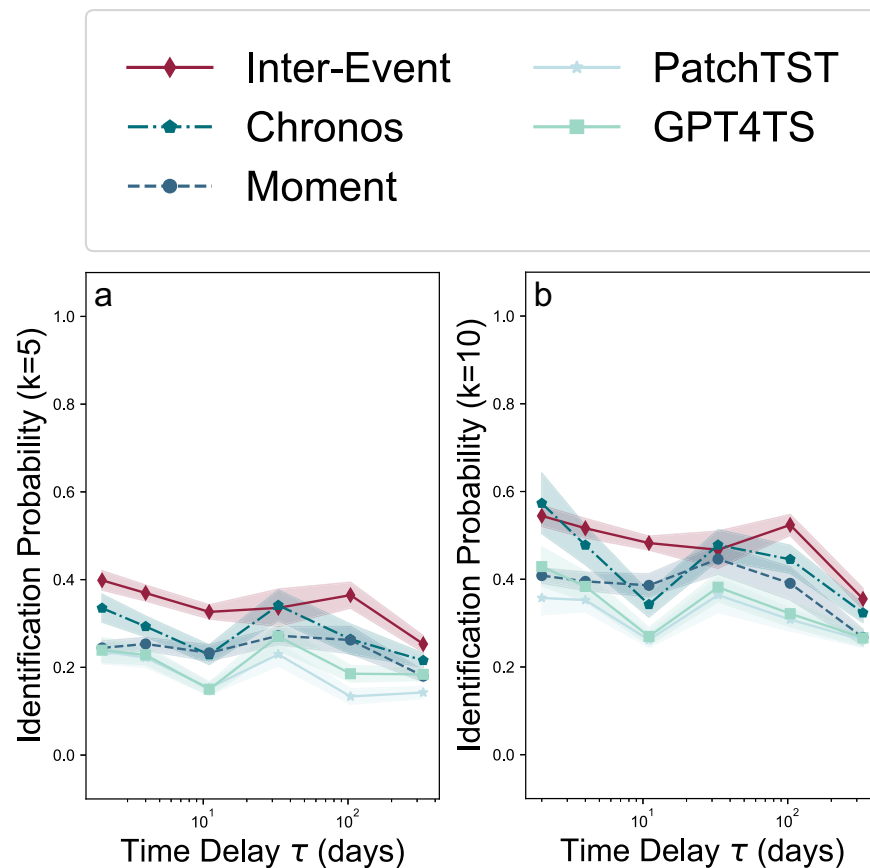 Inter-Event
Chronos
Moment
PatchTST
GPT4TS
a
Identification Probability (k=5)
1.0
0.8
0.6
0.4
0.2
0.0
10¹
10²
Time Delay τ (days)
b
Identification Probability (k=10)
1.0
0.8
0.6
0.4
0.2
0.0
10¹
10²
Time Delay τ (days)